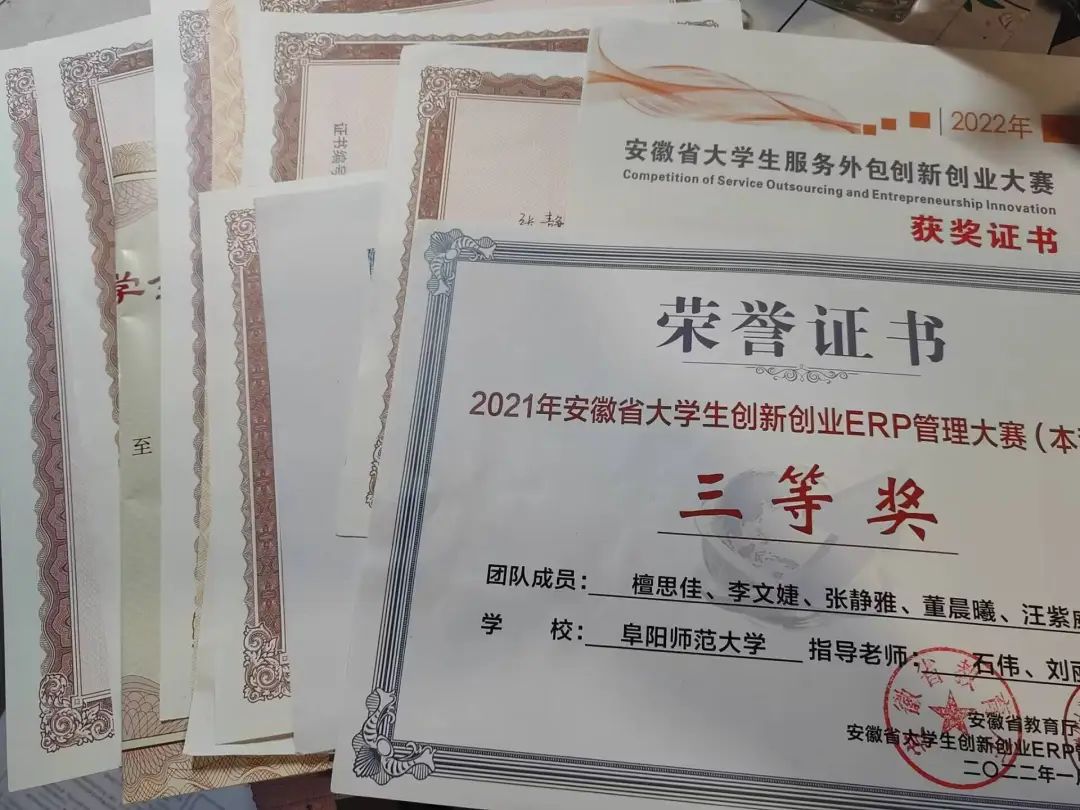 2022年
安徽省大学生服务外包创新创业大赛
Competition of Service Outsourcing and Entrepreneurship Innovation
获奖证书
证书编号
学
至
荣誉证书
2021年安徽省大学生创新创业ERP管理大赛(本
三等奖
团队成员: 檀思佳、李文婕、张静雅、董晨曦、汪紫
学 校: 阜阳师范大学 指导老师: 石伟、刘
安徽省教育厅
安徽省大学生创新创业ERP
二〇二二年一